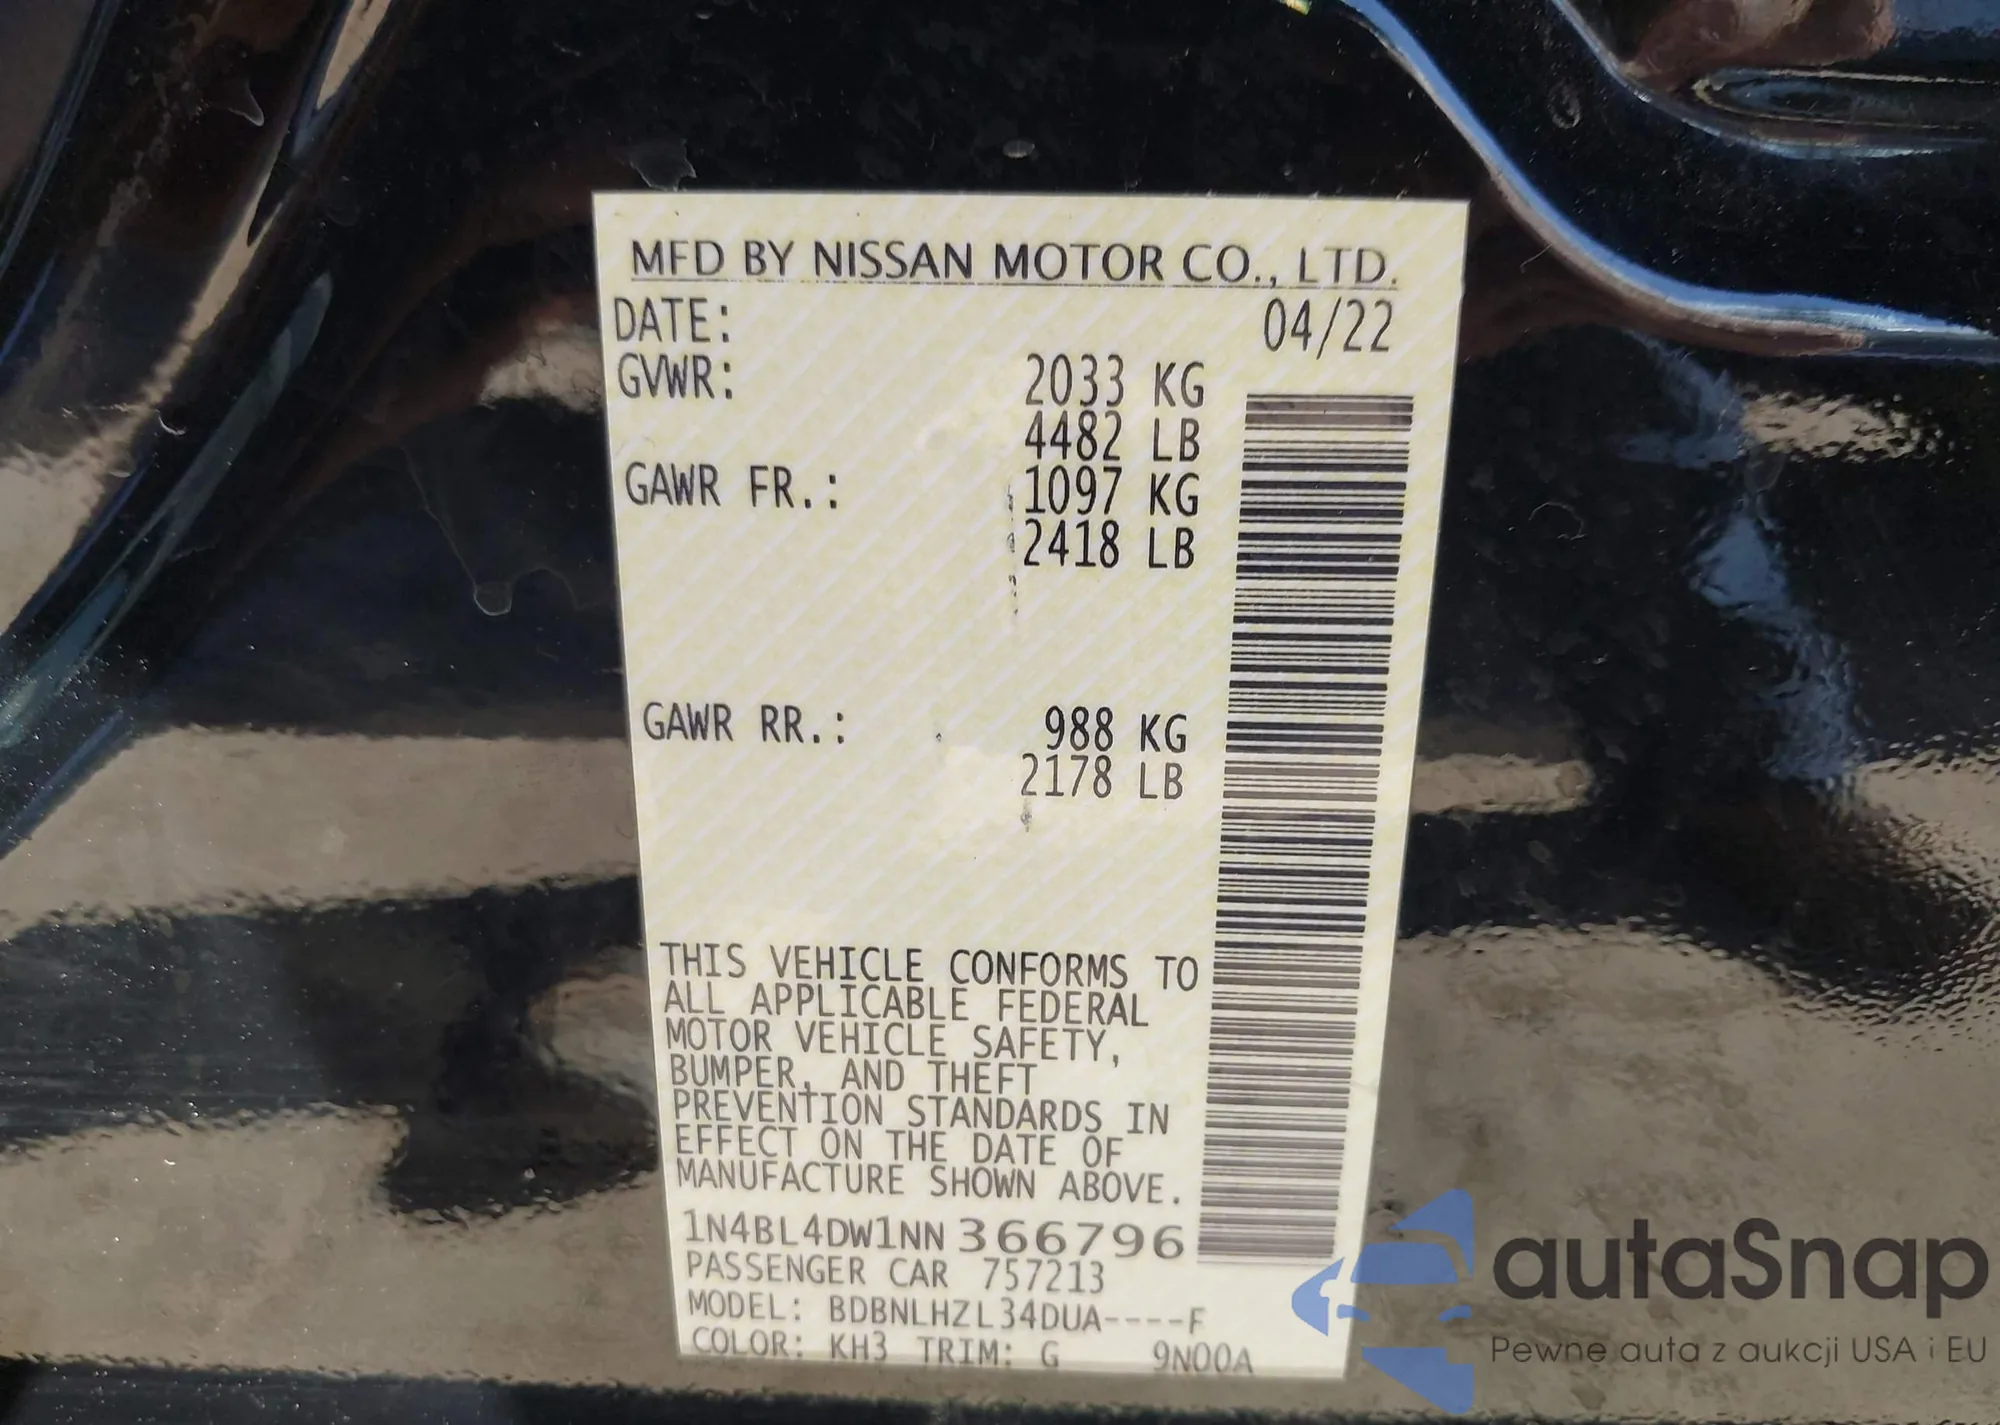 MFD BY NISSAN MOTOR CO., LTD.
DATE: 04/22
GVWR: 2033 KG
4482 LB
GAWR FR.: 1097 KG
2418 LB
GAWR RR.: 988 KG
2178 LB
THIS VEHICLE CONFORMS TO
ALL APPLICABLE FEDERAL
MOTOR VEHICLE SAFETY,
BUMPER, AND THEFT
PREVENTION STANDARDS IN
EFFECT ON THE DATE OF
MANUFACTURE SHOWN ABOVE.
1N4BL4DW1NN366796
PASSENGER CAR 757213
MODEL: BDBNLHZL34DUA----F
COLOR: KH3 TRIM: G 9N00A
autaSnap
Pewne auta z aukcji USA i EU